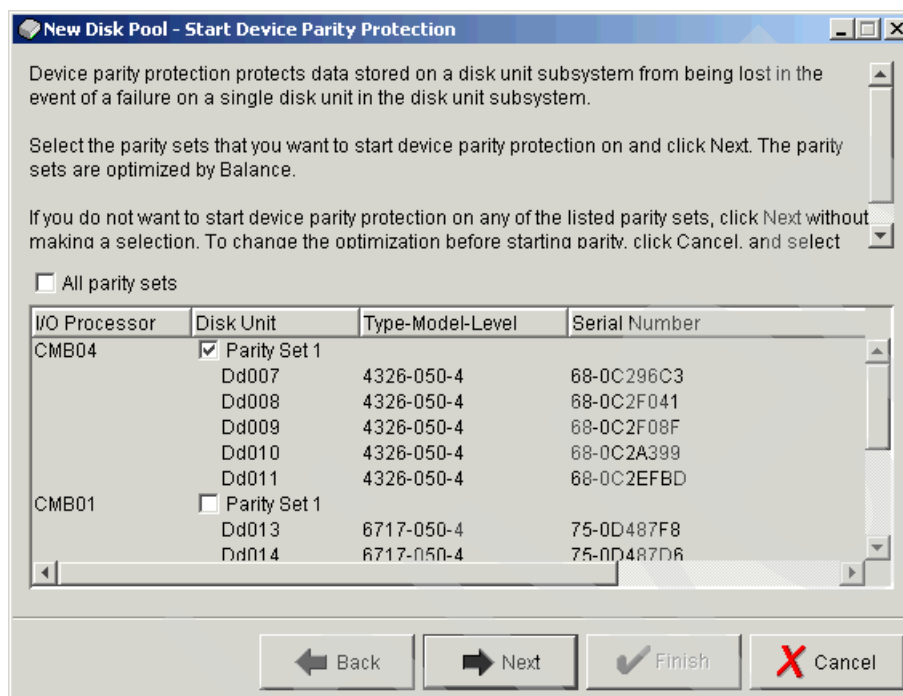 New Disk Pool - Start Device Parity Protection
Device parity protection protects data stored on a disk unit subsystem from being lost in the
event of a failure on a single disk unit in the disk unit subsystem.
Select the parity sets that you want to start device parity protection on and click Next. The parity
sets are optimized by Balance.
If you do not want to start device parity protection on any of the listed parity sets, click Next without
making a selection. To change the optimization before starting parity, click Cancel, and select
All parity sets
I/O Processor Disk Unit Type-Model-Level Serial Number
CMB04 Parity Set 1
Dd007 4326-050-4 68-0C296C3
Dd008 4326-050-4 68-0C2F041
Dd009 4326-050-4 68-0C2F08F
Dd010 4326-050-4 68-0C2A399
Dd011 4326-050-4 68-0C2EFBD
CMB01 Parity Set 1
Dd013 6717-050-4 75-0D487F8
Dd014 6717-050-4 75-0D487D6
Back Next Finish Cancel